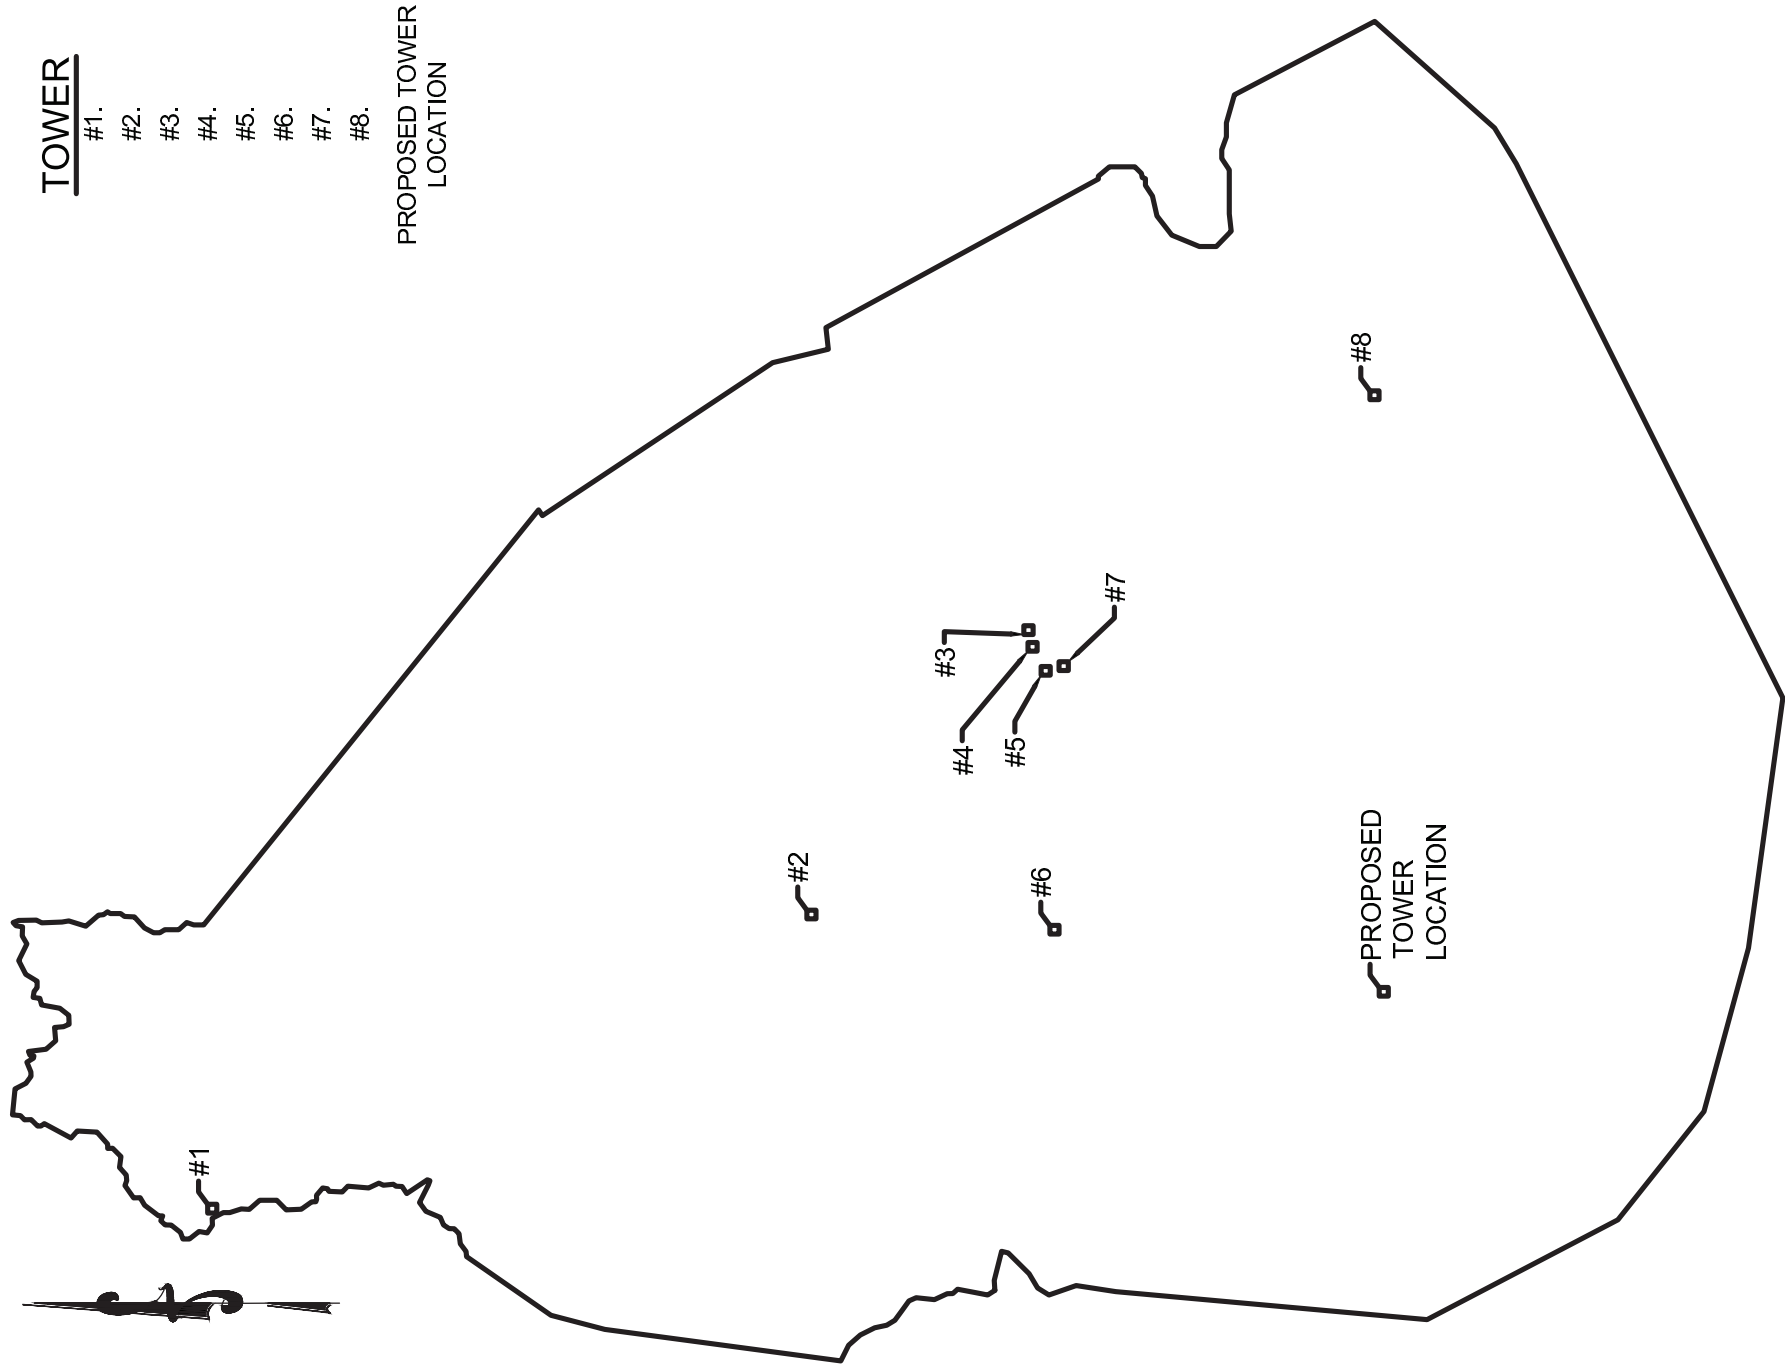 TOWER
#1.
#2.
#3.
#4.
#5.
#6.
#7.
#8.
PROPOSED TOWER
LOCATION
#1
#2
#3
#4
#5
#6
#7
#8
PROPOSED
TOWER
LOCATION